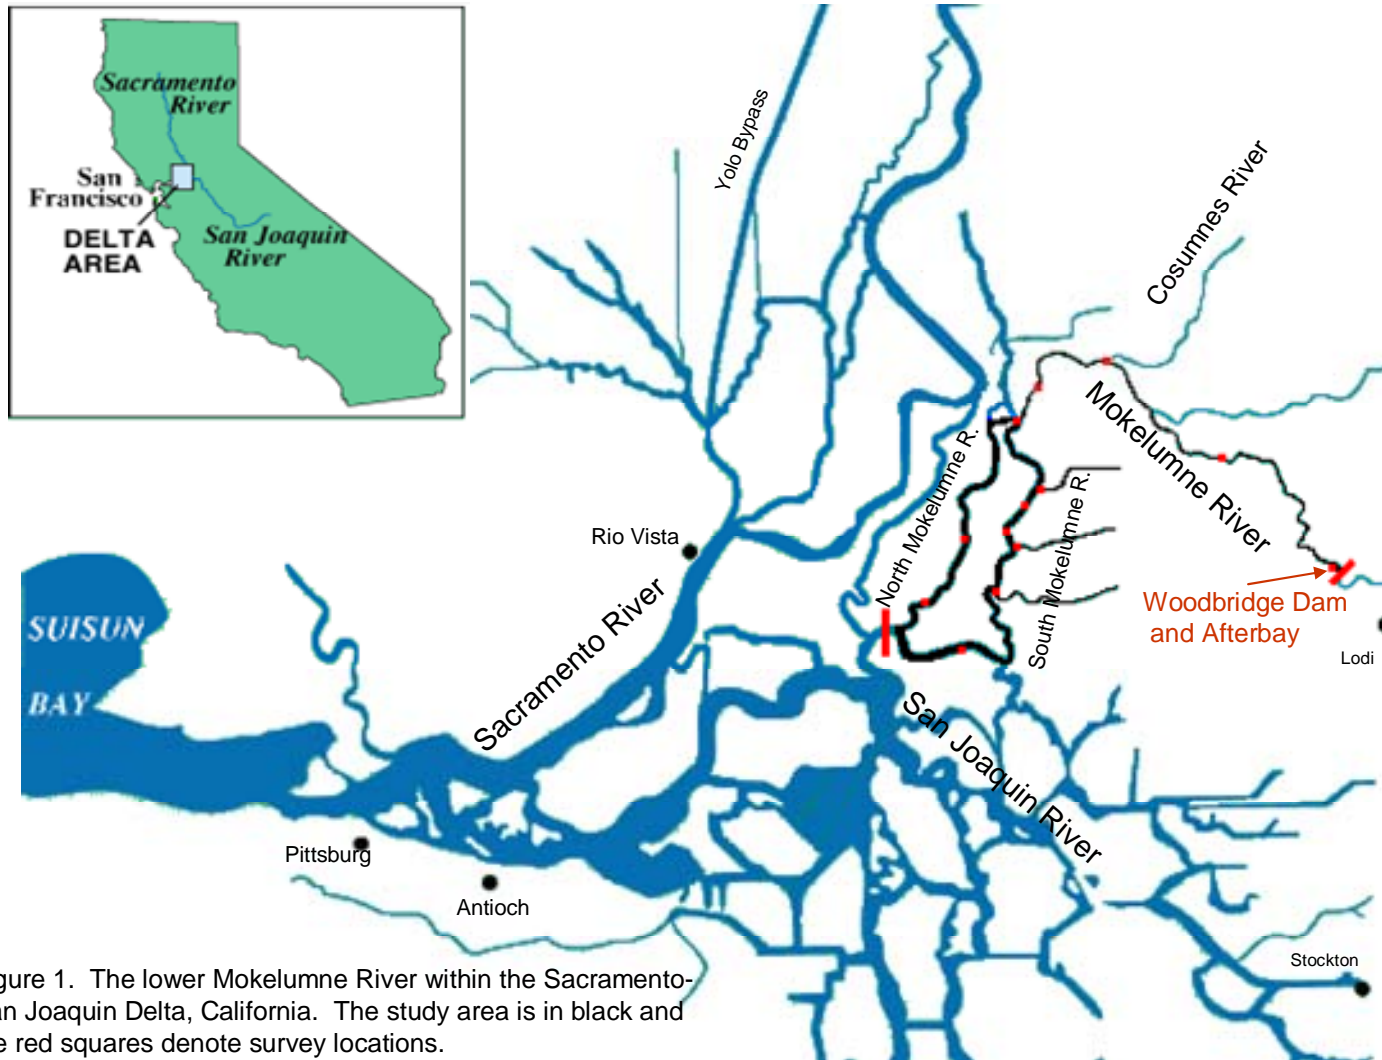 Sacramento
River
San
Francisco
DELTA
AREA
San Joaquin
River
Yolo Bypass
Cosumnes River
Mokelumne River
North Mokelumne R.
South Mokelumne R.
Rio Vista
Sacramento River
Woodbridge Dam
and Afterbay
Lodi
SUISUN
BAY
San Joaquin River
Pittsburg
Antioch
Stockton
gure 1. The lower Mokelumne River within the Sacramento-
an Joaquin Delta, California. The study area is in black and
e red squares denote survey locations.